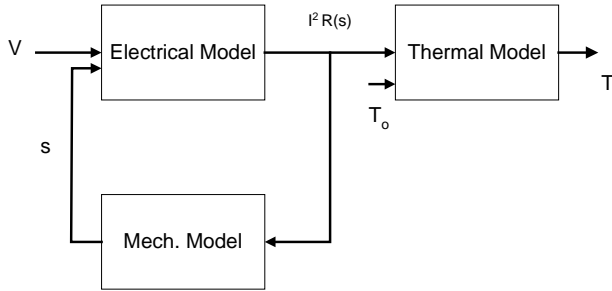 I² R(s)
V
Electrical Model
Thermal Model
T
T₀
s
Mech. Model